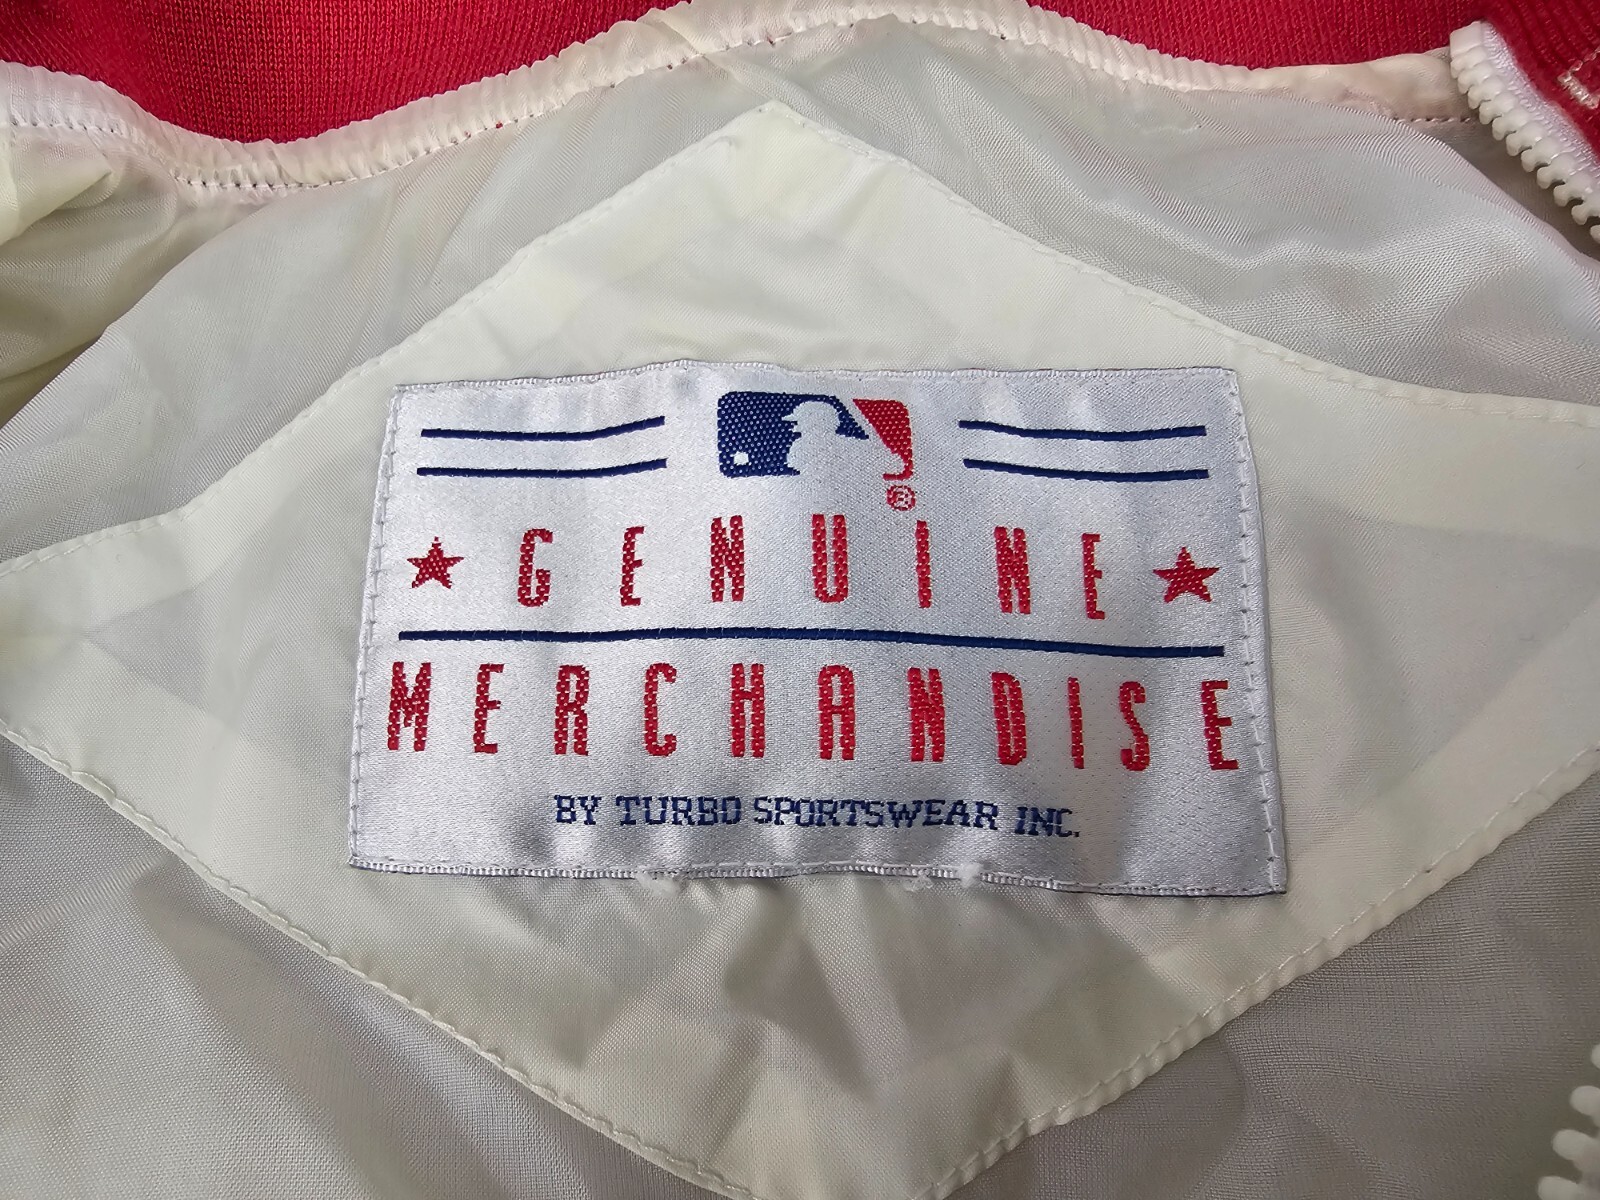 ®
GENUINE
MERCHANDISE
BY TURBO SPORTSWEAR INC.